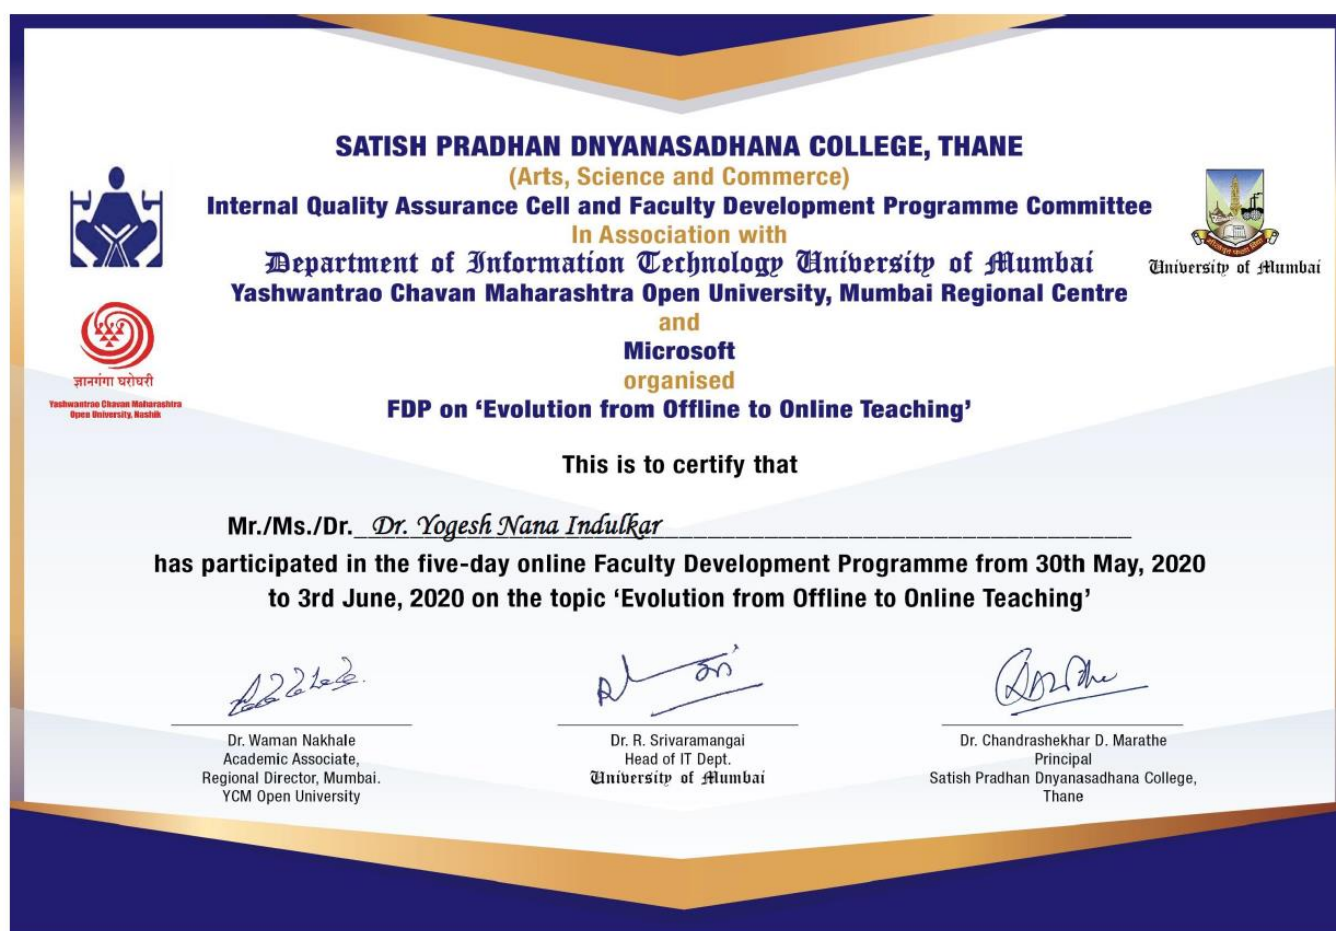 SATISH PRADHAN DNYANASADHANA COLLEGE, THANE
(Arts, Science and Commerce)
Internal Quality Assurance Cell and Faculty Development Programme Committee
In Association with
Department of Information Technology University of Mumbai
Yashwantrao Chavan Maharashtra Open University, Mumbai Regional Centre
and
Microsoft
organised
FDP on ‘Evolution from Offline to Online Teaching’
University of Mumbai
ज्ञानगंगा घरोघरी
Yashwantrao Chavan Maharashtra
Open University, Nashik
This is to certify that
Mr./Ms./Dr. Dr. Yogesh Nana Indulkar
has participated in the five-day online Faculty Development Programme from 30th May, 2020
to 3rd June, 2020 on the topic ‘Evolution from Offline to Online Teaching’
Dr. Waman Nakhale
Academic Associate,
Regional Director, Mumbai.
YCM Open University
Dr. R. Srivaramangai
Head of IT Dept.
University of Mumbai
Dr. Chandrashekhar D. Marathe
Principal
Satish Pradhan Dnyanasadhana College,
Thane